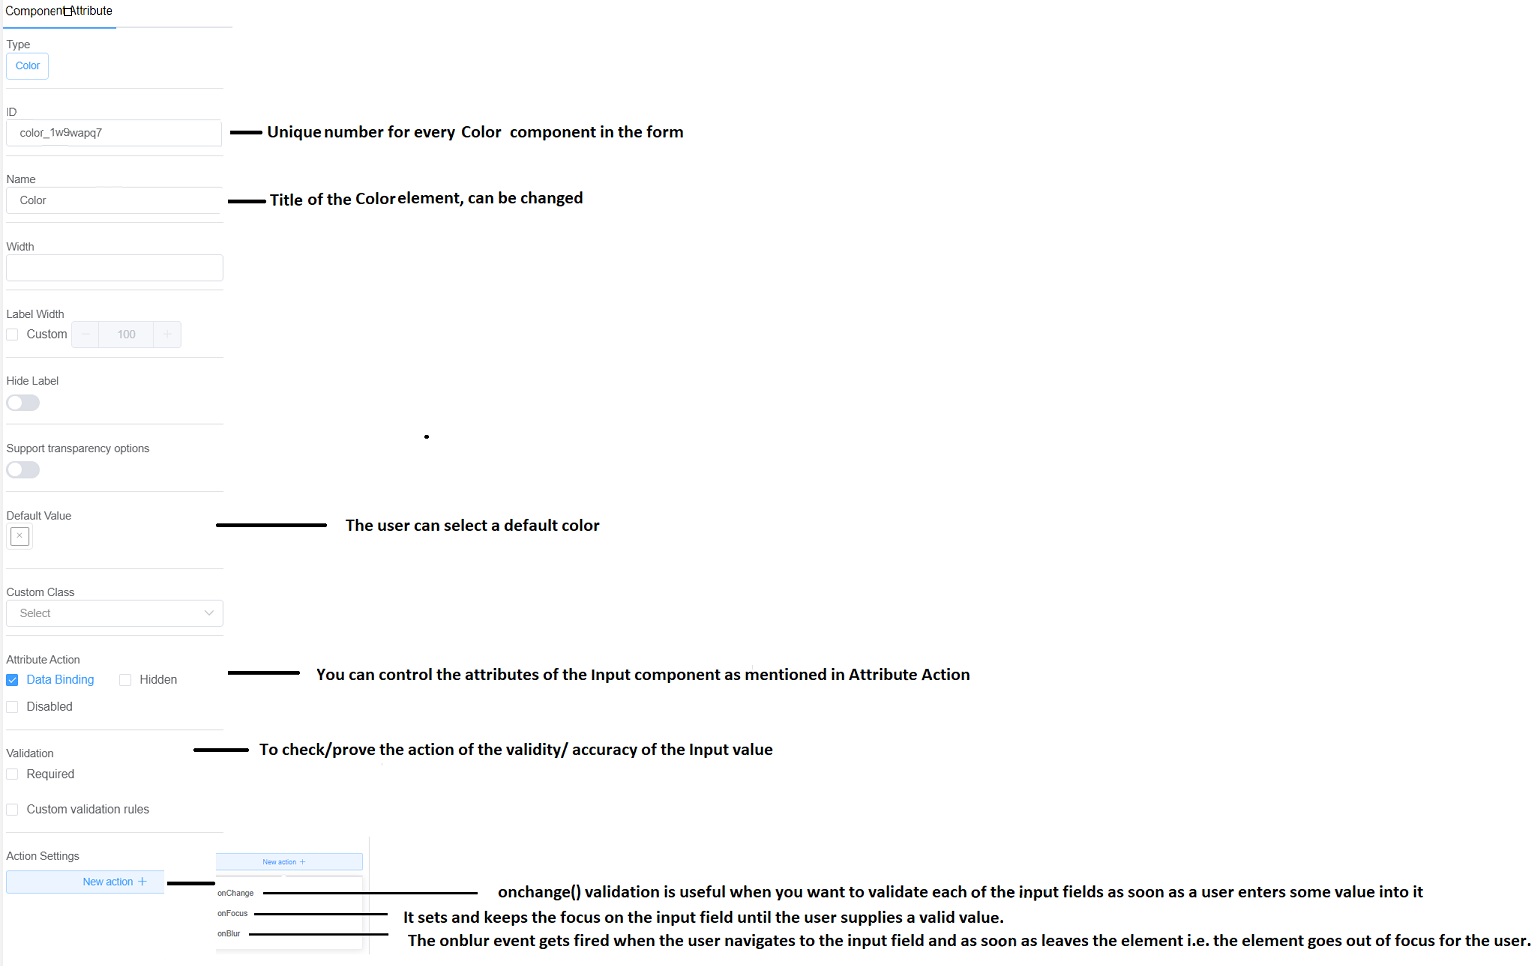 Component Attribute
Type
Color
ID
color_1w9wapq7
Unique number for every Color component in the form
Name
Color
Title of the Color element, can be changed
Width
Label Width
Custom
100
Hide Label
Support transparency options
Default Value
The user can select a default color
Custom Class
Select
Attribute Action
Data Binding
Hidden
You can control the attributes of the Input component as mentioned in Attribute Action
Disabled
Validation
To check/prove the action of the validity/ accuracy of the Input value
Required
Custom validation rules
Action Settings
New action +
New action +
onChange
onchange() validation is useful when you want to validate each of the input fields as soon as a user enters some value into it
onFocus
It sets and keeps the focus on the input field until the user supplies a valid value.
onBlur
The onblur event gets fired when the user navigates to the input field and as soon as leaves the element i.e. the element goes out of focus for the user.